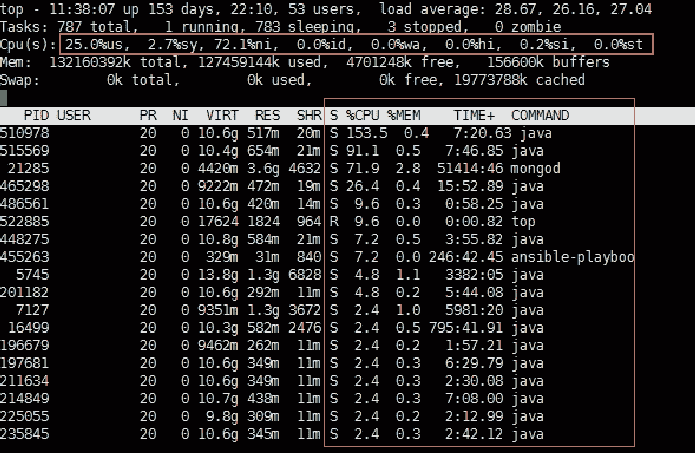 top - 11:38:07 up 153 days, 22:10, 53 users,  load average: 28.67, 26.16, 27.04
Tasks: 787 total,   1 running, 783 sleeping,   3 stopped,   0 zombie
Cpu(s): 25.0%us,  2.7%sy, 72.1%ni,  0.0%id,  0.0%wa,  0.0%hi,  0.2%si,  0.0%st
Mem:  132160392k total, 127459144k used,  4701248k free,   156600k buffers
Swap:        0k total,        0k used,        0k free, 19773788k cached
PID USER      PR  NI  VIRT  RES  SHR S %CPU %MEM    TIME+  COMMAND
510978 20 0 10.6g 517m 20m S 153.5 0.4 7:20.63 java
515569 20 0 10.4g 654m 21m S 91.1 0.5 7:46.85 java
21285 20 0 4420m 3.6g 4632 S 71.9 2.8 51414:46 mongod
465298 20 0 9222m 472m 19m S 26.4 0.4 15:52.89 java
486561 20 0 10.6g 420m 14m S 9.6 0.3 0:58.25 java
522885 20 0 17624 1824 964 R 9.6 0.0 0:00.82 top
448275 20 0 10.8g 584m 21m S 7.2 0.5 3:55.82 java
455263 20 0 329m 31m 840 S 7.2 0.0 246:42.45 ansible-playboo
5745 20 0 13.8g 1.3g 6828 S 4.8 1.1 3382:05 java
201182 20 0 10.6g 292m 11m S 4.8 0.2 5:44.08 java
7127 20 0 9351m 1.3g 3672 S 2.4 1.0 5981:20 java
16499 20 0 10.3g 582m 2476 S 2.4 0.5 795:41.91 java
196679 20 0 9462m 262m 11m S 2.4 0.2 1:57.21 java
197681 20 0 10.6g 349m 11m S 2.4 0.3 6:29.79 java
211634 20 0 10.6g 349m 11m S 2.4 0.3 2:30.08 java
214849 20 0 10.7g 438m 11m S 2.4 0.3 7:08.00 java
225055 20 0 9.8g 309m 11m S 2.4 0.2 2:12.99 java
235845 20 0 10.6g 345m 11m S 2.4 0.3 2:42.12 java